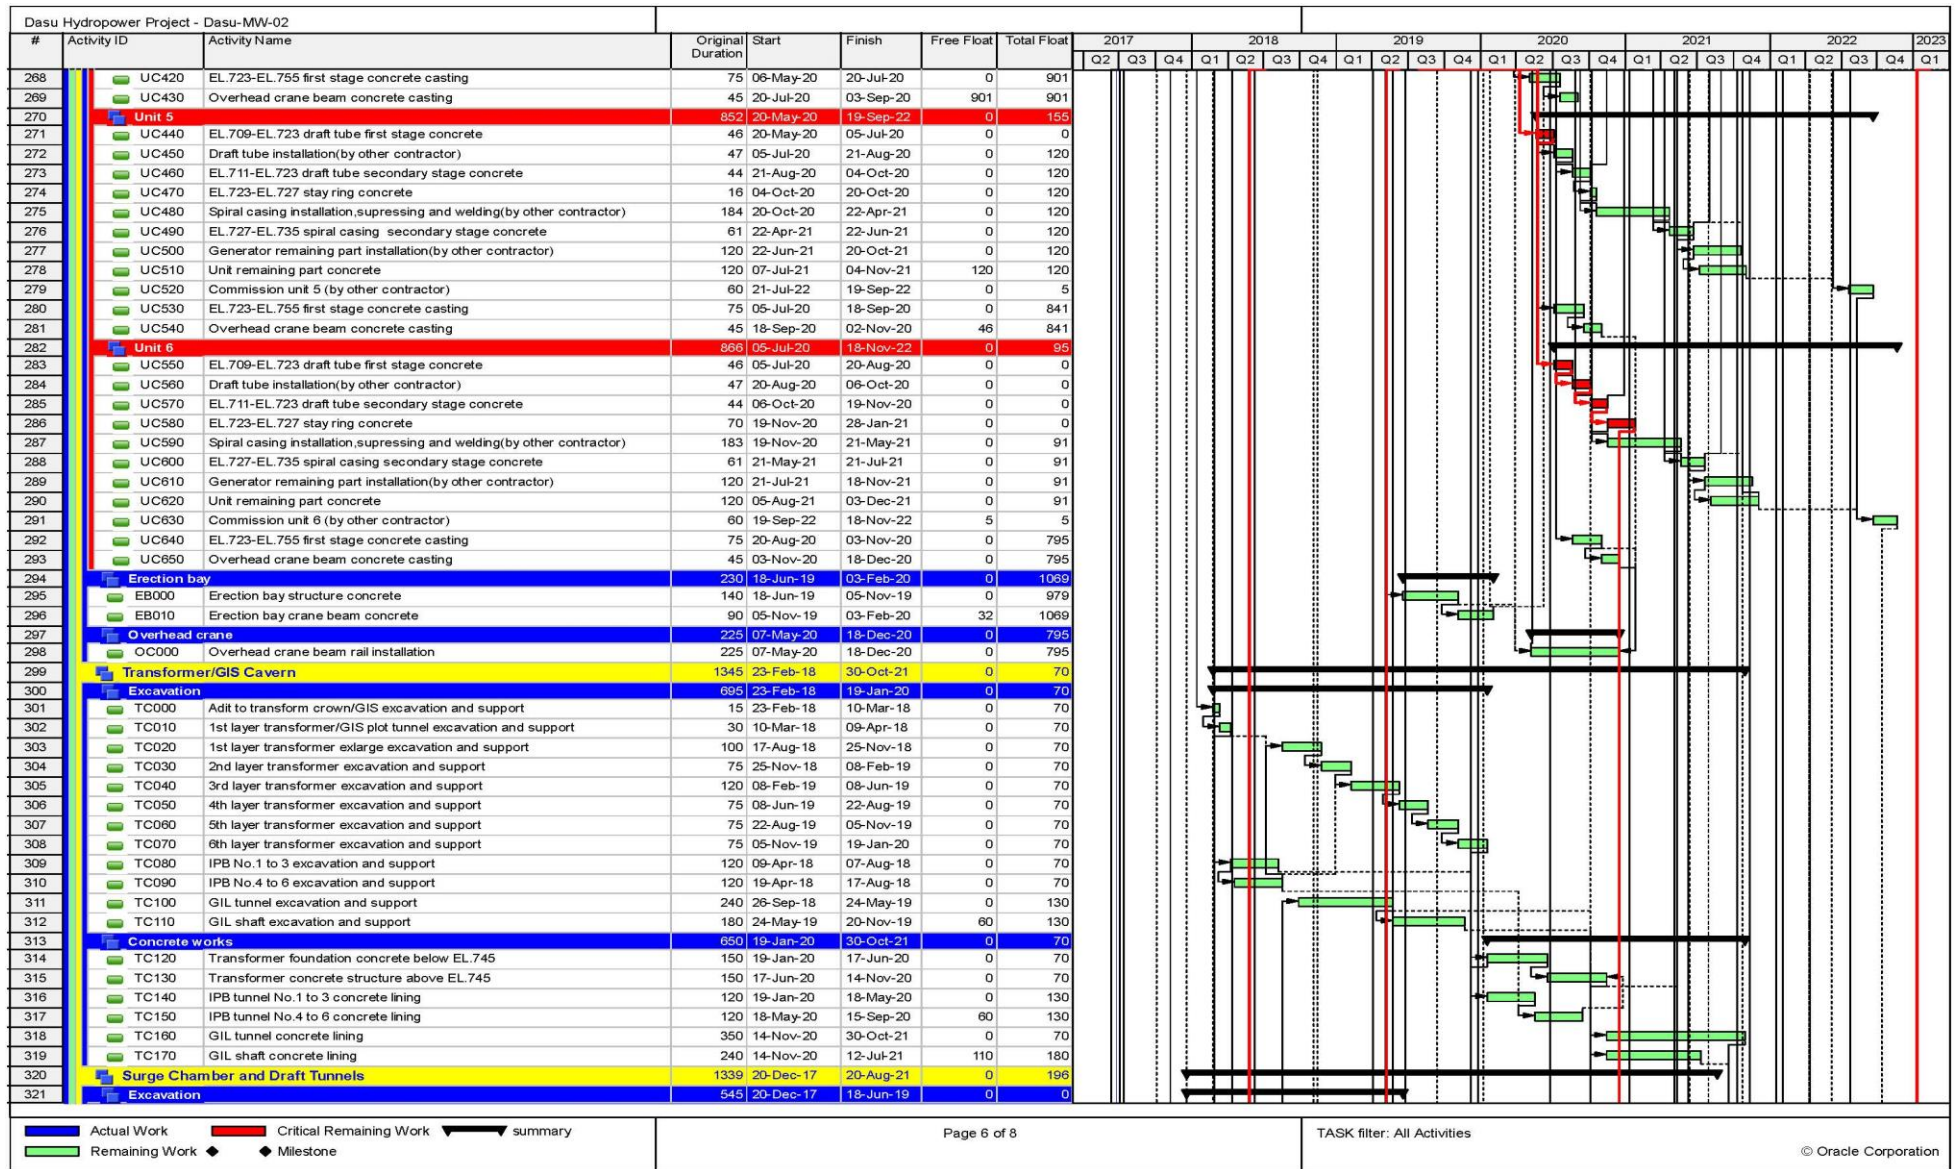 Dasu Hydropower Project - Dasu-MW-02
# Activity ID Activity Name Original Duration Start Finish Free Float Total Float 2017 2018 2019 2020 2021 2022 2023
Q2 Q3 Q4 Q1 Q2 Q3 Q4 Q1 Q2 Q3 Q4 Q1 Q2 Q3 Q4 Q1 Q2 Q3 Q4 Q1 Q2 Q3 Q4 Q1
268 UC420 EL.723-EL.755 first stage concrete casting 75 06-May-20 20-Jul-20 0 901
269 UC430 Overhead crane beam concrete casting 45 20-Jul-20 03-Sep-20 901 901
270 Unit 5 852 20-May-20 19-Sep-22 0 155
271 UC440 EL.709-EL.723 draft tube first stage concrete 46 20-May-20 05-Jul-20 0 0
272 UC450 Draft tube installation(by other contractor) 47 05-Jul-20 21-Aug-20 0 120
273 UC460 EL.711-EL.723 draft tube secondary stage concrete 44 21-Aug-20 04-Oct-20 0 120
274 UC470 EL.723-EL.727 stay ring concrete 16 04-Oct-20 20-Oct-20 0 120
275 UC480 Spiral casing installation,supressing and welding(by other contractor) 184 20-Oct-20 22-Apr-21 0 120
276 UC490 EL.727-EL.735 spiral casing secondary stage concrete 61 22-Apr-21 22-Jun-21 0 120
277 UC500 Generator remaining part installation(by other contractor) 120 22-Jun-21 20-Oct-21 0 120
278 UC510 Unit remaining part concrete 120 07-Jul-21 04-Nov-21 120 120
279 UC520 Commission unit 5 (by other contractor) 60 21-Jul-22 19-Sep-22 0 5
280 UC530 EL.723-EL.755 first stage concrete casting 75 05-Jul-20 18-Sep-20 0 841
281 UC540 Overhead crane beam concrete casting 45 18-Sep-20 02-Nov-20 46 841
282 Unit 6 866 05-Jul-20 18-Nov-22 0 95
283 UC550 EL.709-EL.723 draft tube first stage concrete 46 05-Jul-20 20-Aug-20 0 0
284 UC560 Draft tube installation(by other contractor) 47 20-Aug-20 06-Oct-20 0 0
285 UC570 EL.711-EL.723 draft tube secondary stage concrete 44 06-Oct-20 19-Nov-20 0 0
286 UC580 EL.723-EL.727 stay ring concrete 70 19-Nov-20 28-Jan-21 0 0
287 UC590 Spiral casing installation,supressing and welding(by other contractor) 183 19-Nov-20 21-May-21 0 91
288 UC600 EL.727-EL.735 spiral casing secondary stage concrete 61 21-May-21 21-Jul-21 0 91
289 UC610 Generator remaining part installation(by other contractor) 120 21-Jul-21 18-Nov-21 0 91
290 UC620 Unit remaining part concrete 120 05-Aug-21 03-Dec-21 0 91
291 UC630 Commission unit 6 (by other contractor) 60 19-Sep-22 18-Nov-22 5 5
292 UC640 EL.723-EL.755 first stage concrete casting 75 20-Aug-20 03-Nov-20 0 795
293 UC650 Overhead crane beam concrete casting 45 03-Nov-20 18-Dec-20 0 795
294 Erection bay 230 18-Jun-19 03-Feb-20 0 1069
295 EB000 Erection bay structure concrete 140 18-Jun-19 05-Nov-19 0 979
296 EB010 Erection bay crane beam concrete 90 05-Nov-19 03-Feb-20 32 1069
297 Overhead crane 225 07-May-20 18-Dec-20 0 795
298 OC000 Overhead crane beam rail installation 225 07-May-20 18-Dec-20 0 795
299 Transformer/GIS Cavern 1345 23-Feb-18 30-Oct-21 0 70
300 Excavation 695 23-Feb-18 19-Jan-20 0 70
301 TC000 Adit to transform crown/GIS excavation and support 15 23-Feb-18 10-Mar-18 0 70
302 TC010 1st layer transformer/GIS plot tunnel excavation and support 30 10-Mar-18 09-Apr-18 0 70
303 TC020 1st layer transformer exlarge excavation and support 100 17-Aug-18 25-Nov-18 0 70
304 TC030 2nd layer transformer excavation and support 75 25-Nov-18 08-Feb-19 0 70
305 TC040 3rd layer transformer excavation and support 120 08-Feb-19 08-Jun-19 0 70
306 TC050 4th layer transformer excavation and support 75 08-Jun-19 22-Aug-19 0 70
307 TC060 5th layer transformer excavation and support 75 22-Aug-19 05-Nov-19 0 70
308 TC070 6th layer transformer excavation and support 75 05-Nov-19 19-Jan-20 0 70
309 TC080 IPB No.1 to 3 excavation and support 120 09-Apr-18 07-Aug-18 0 70
310 TC090 IPB No.4 to 6 excavation and support 120 19-Apr-18 17-Aug-18 0 70
311 TC100 GIL tunnel excavation and support 240 26-Sep-18 24-May-19 0 130
312 TC110 GIL shaft excavation and support 180 24-May-19 20-Nov-19 60 130
313 Concrete works 650 19-Jan-20 30-Oct-21 0 70
314 TC120 Transformer foundation concrete below EL.745 150 19-Jan-20 17-Jun-20 0 70
315 TC130 Transformer concrete structure above EL.745 150 17-Jun-20 14-Nov-20 0 70
316 TC140 IPB tunnel No.1 to 3 concrete lining 120 19-Jan-20 18-May-20 0 130
317 TC150 IPB tunnel No.4 to 6 concrete lining 120 18-May-20 15-Sep-20 60 130
318 TC160 GIL tunnel concrete lining 350 14-Nov-20 30-Oct-21 0 70
319 TC170 GIL shaft concrete lining 240 14-Nov-20 12-Jul-21 110 180
320 Surge Chamber and Draft Tunnels 1339 20-Dec-17 20-Aug-21 0 196
321 Excavation 545 20-Dec-17 18-Jun-19 0 0
Actual Work Critical Remaining Work summary Page 6 of 8 TASK filter: All Activities
Remaining Work Milestone © Oracle Corporation